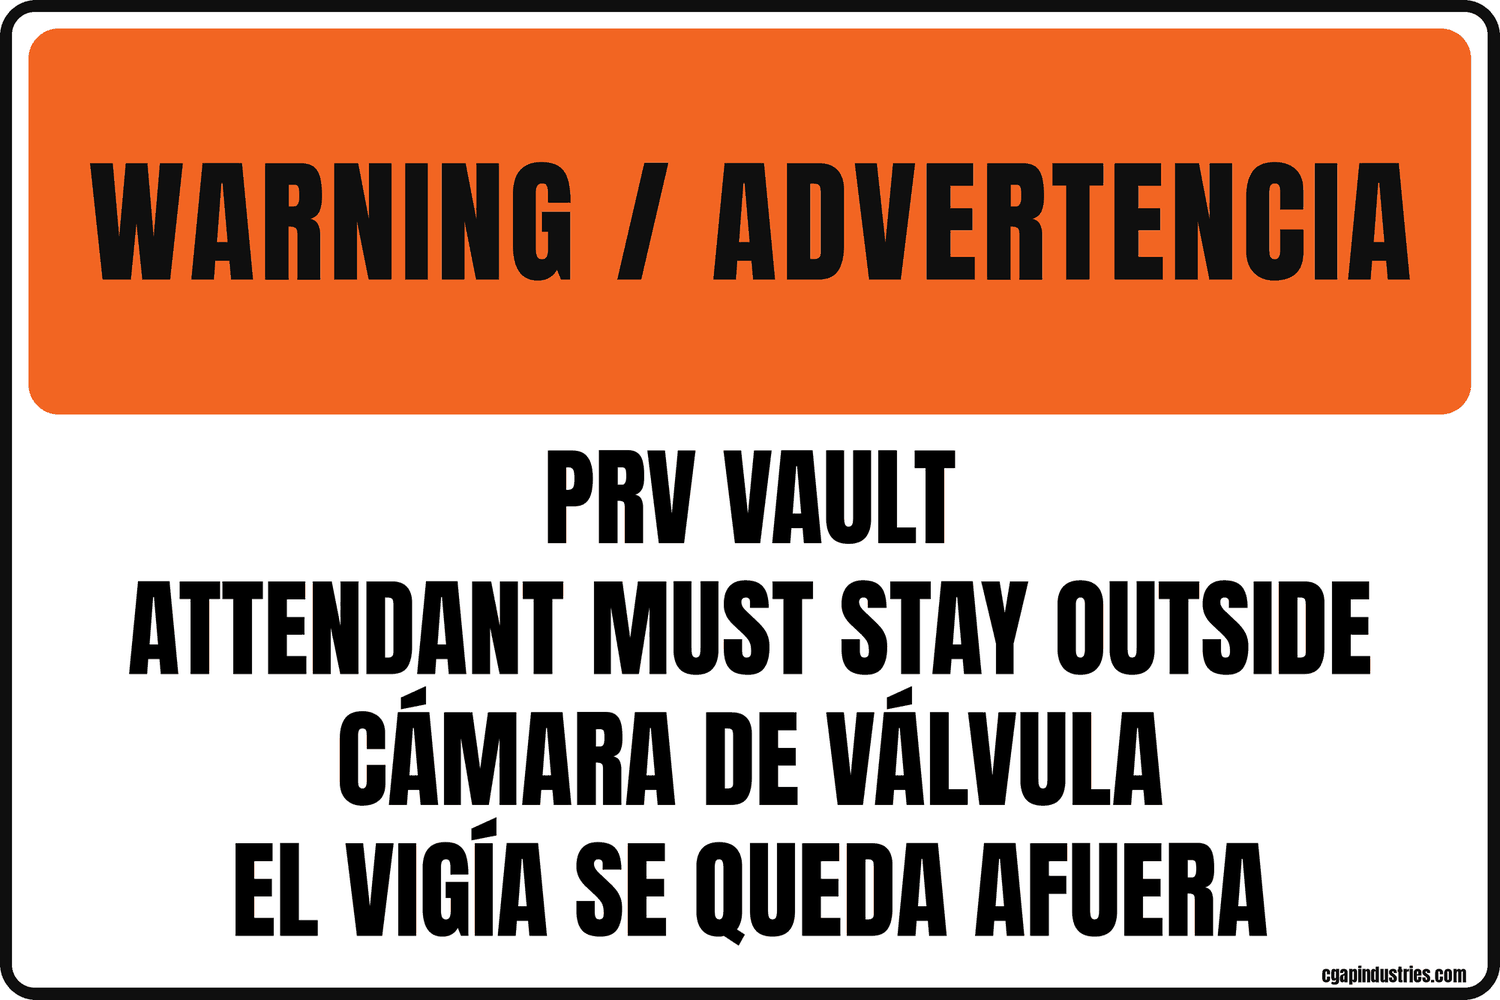 WARNING / ADVERTENCIA
PRV VAULT
ATTENDANT MUST STAY OUTSIDE
CÁMARA DE VÁLVULA
EL VIGÍA SE QUEDA AFUERA
cgapindustries.com